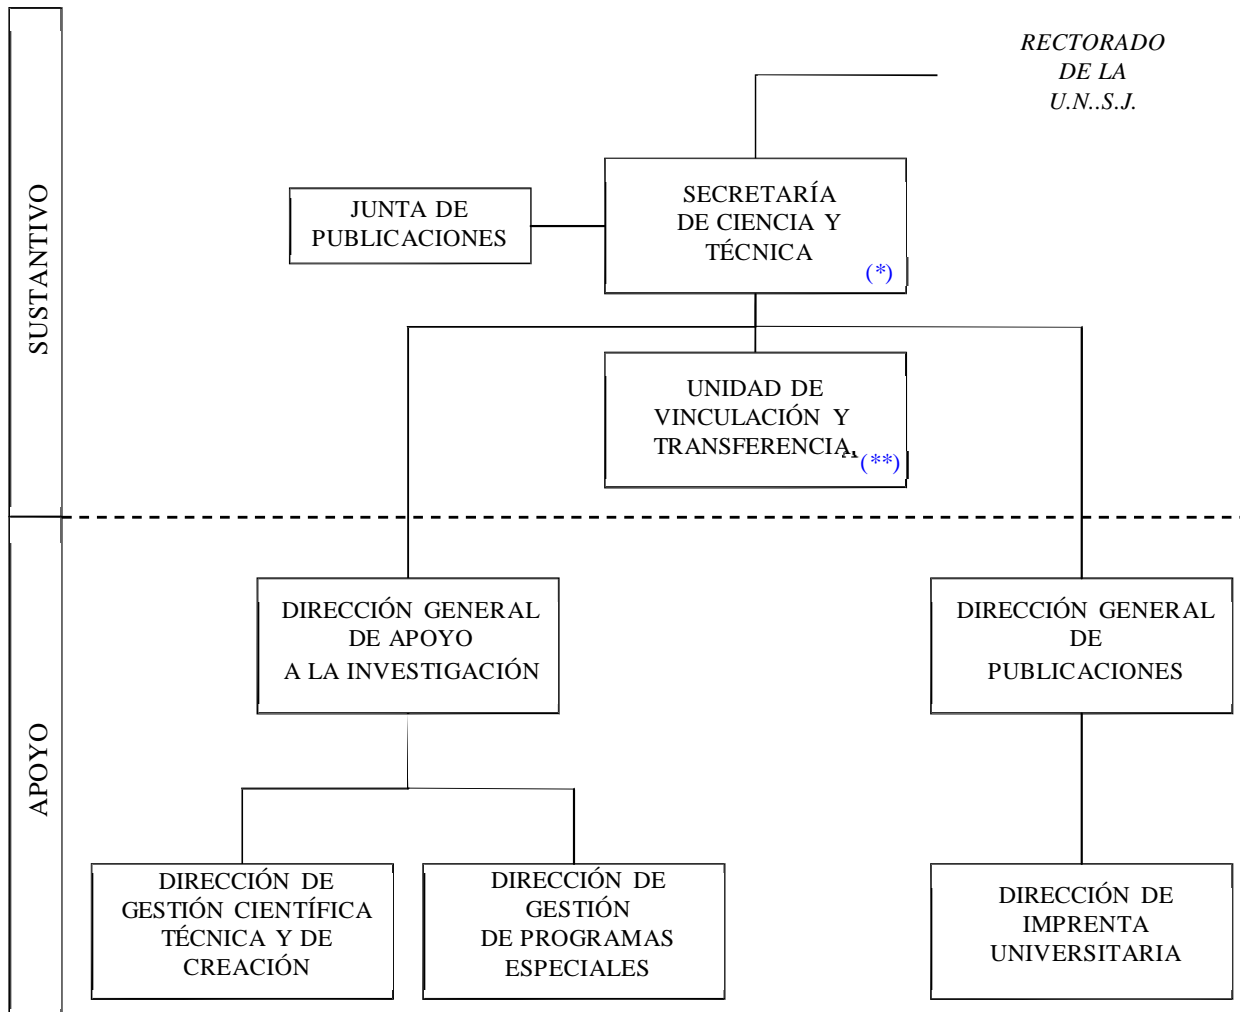 RECTORADO
DE LA
U.N..S.J.
SUSTANTIVO
JUNTA DE
PUBLICACIONES
SECRETARÍA
DE CIENCIA Y
TÉCNICA
(*)
UNIDAD DE
VINCULACIÓN Y
TRANSFERENCIA
(**)
APOYO
DIRECCIÓN GENERAL
DE APOYO
A LA INVESTIGACIÓN
DIRECCIÓN GENERAL
DE
PUBLICACIONES
DIRECCIÓN DE
GESTIÓN CIENTÍFICA
TÉCNICA Y DE
CREACIÓN
DIRECCIÓN DE
GESTIÓN
DE PROGRAMAS
ESPECIALES
DIRECCIÓN DE
IMPRENTA
UNIVERSITARIA